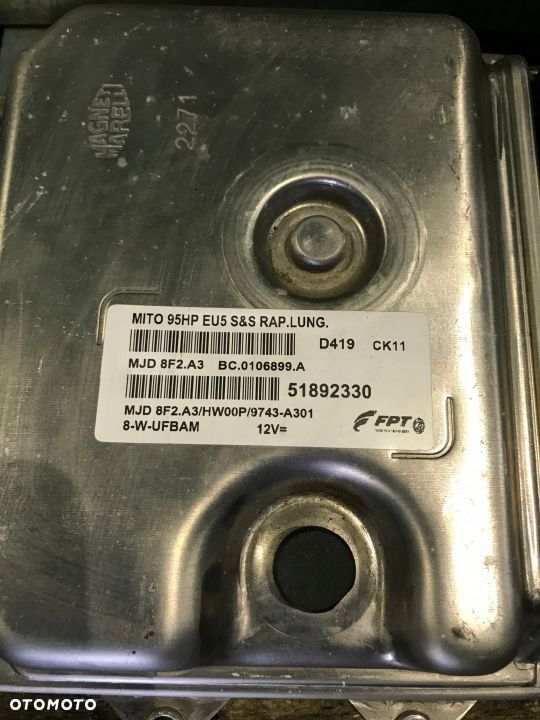 MAGNETI
MARELLI
2271
MITO 95HP EU5 S&S RAP.LUNG.
D419 CK11
MJD 8F2.A3 BC.0106899.A
51892330
MJD 8F2.A3/HW00P/9743-A301
8-W-UFBAM 12V=
FPT
OTOMOTO
OTOMOTO